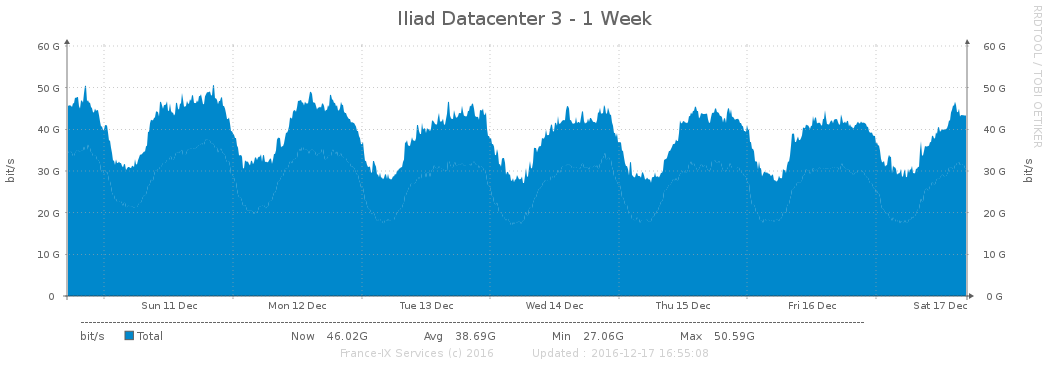 Iliad Datacenter 3 - 1 Week
RRDTOOL / TOBI OETIKER
60 G 60 G
50 G 50 G
40 G 40 G
30 G 30 G
20 G 20 G
10 G 10 G
0 0 G
bit/s bit/s
Sun 11 Dec Mon 12 Dec Tue 13 Dec Wed 14 Dec Thu 15 Dec Fri 16 Dec Sat 17 Dec
bit/s Total Now 46.02G Avg 38.69G Min 27.06G Max 50.59G
France-IX Services (c) 2016 Updated : 2016-12-17 16:55:08